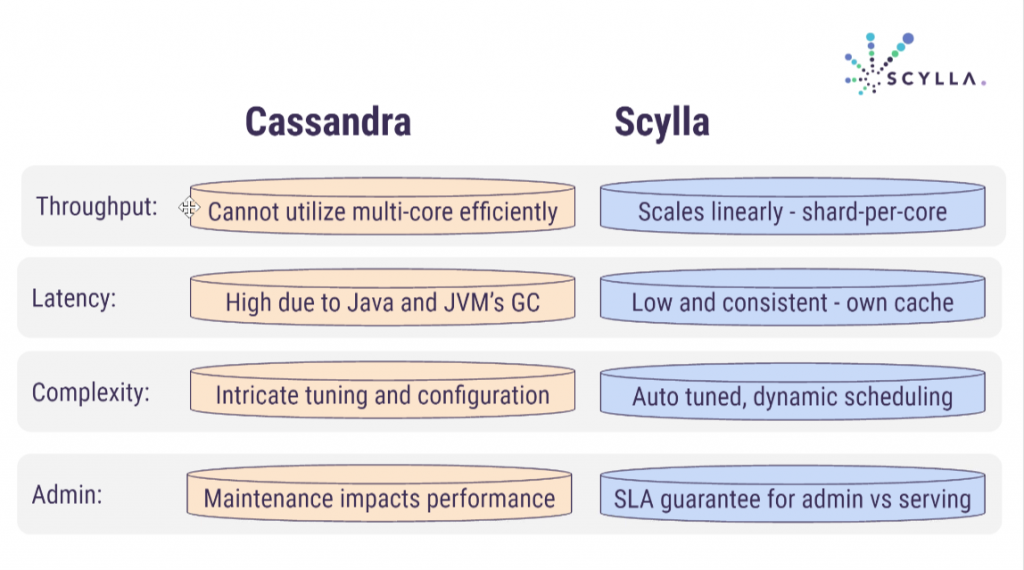 SCYLLA.
Cassandra Scylla
Throughput: Cannot utilize multi-core efficiently Scales linearly - shard-per-core
Latency: High due to Java and JVM's GC Low and consistent - own cache
Complexity: Intricate tuning and configuration Auto tuned, dynamic scheduling
Admin: Maintenance impacts performance SLA guarantee for admin vs serving